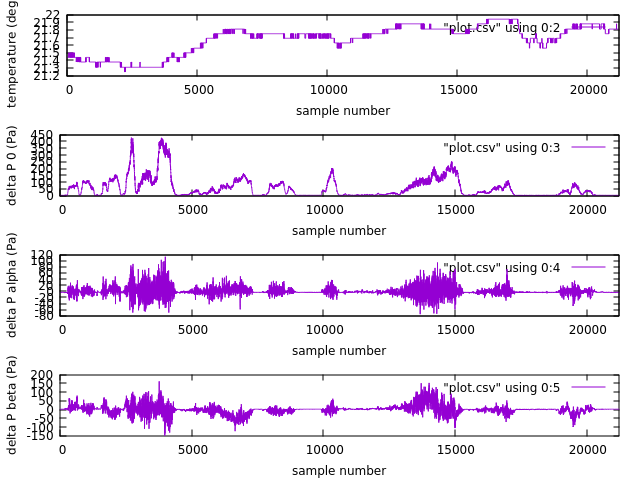 temperature (deg
22
21.9
21.8
21.7
21.6
21.5
21.4
21.3
21.2
"plot.csv" using 0:2
0 5000 10000 15000 20000
sample number
delta P 0 (Pa)
450
400
350
300
250
200
150
100
50
0
"plot.csv" using 0:3
0 5000 10000 15000 20000
sample number
delta P alpha (Pa)
120
100
80
60
40
20
0
-20
-40
-60
-80
"plot.csv" using 0:4
0 5000 10000 15000 20000
sample number
delta P beta (Pa)
200
150
100
50
0
-50
-100
-150
"plot.csv" using 0:5
0 5000 10000 15000 20000
sample number